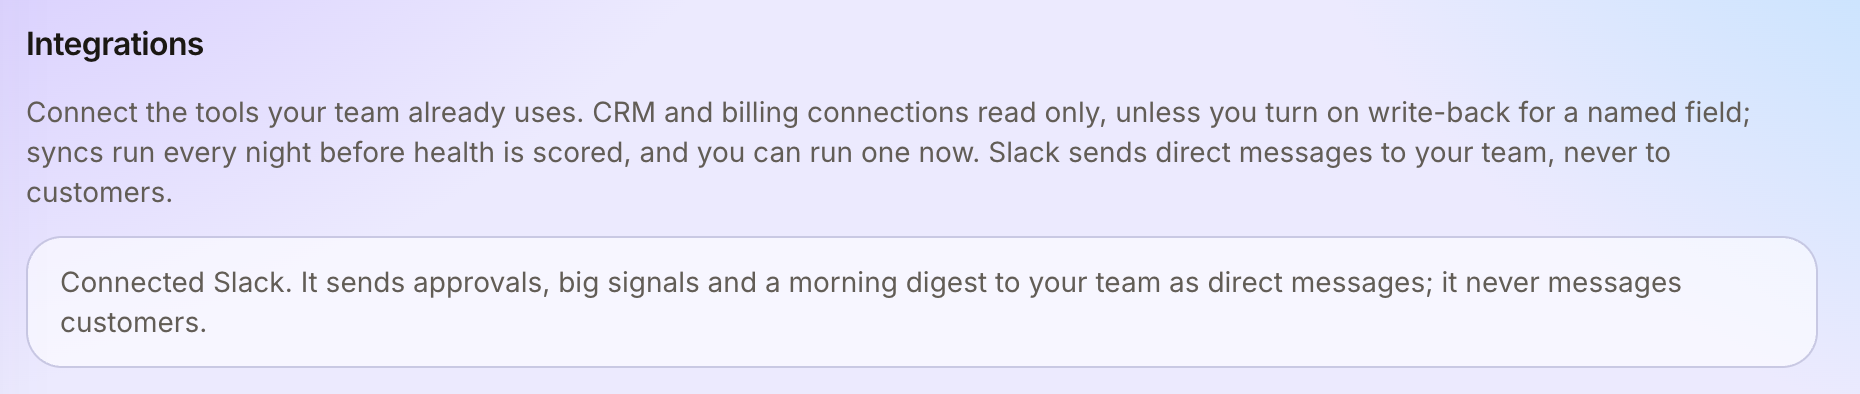 Integrations
Connect the tools your team already uses. CRM and billing connections read only, unless you turn on write-back for a named field;
syncs run every night before health is scored, and you can run one now. Slack sends direct messages to your team, never to
customers.
Connected Slack. It sends approvals, big signals and a morning digest to your team as direct messages; it never messages
customers.